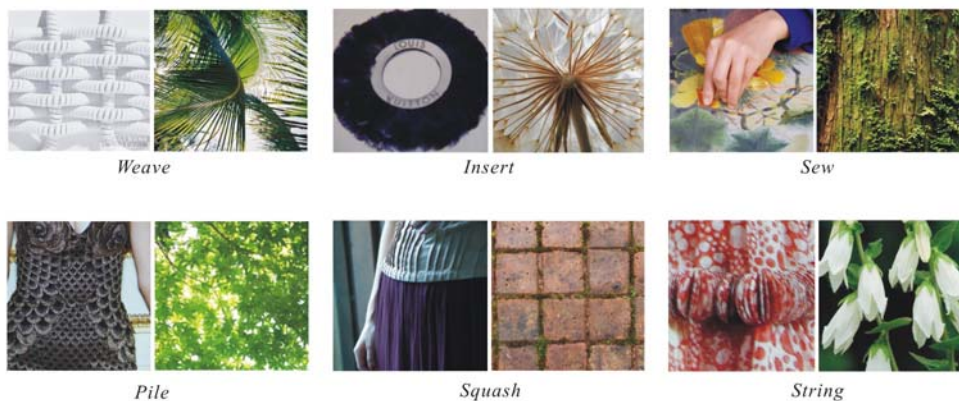 LOUIS
VUITTON
Weave
Insert
Sew
Pile
Squash
String